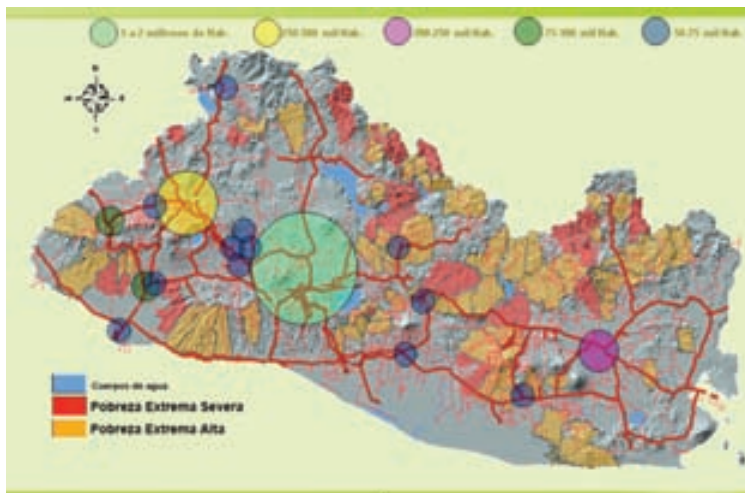 1 a 2 millones de Hab.
250-500 mil Hab.
100-250 mil Hab.
75-100 mil Hab.
50-75 mil Hab.
N
Cuerpos de agua
Pobreza Extrema Severa
Pobreza Extrema Alta